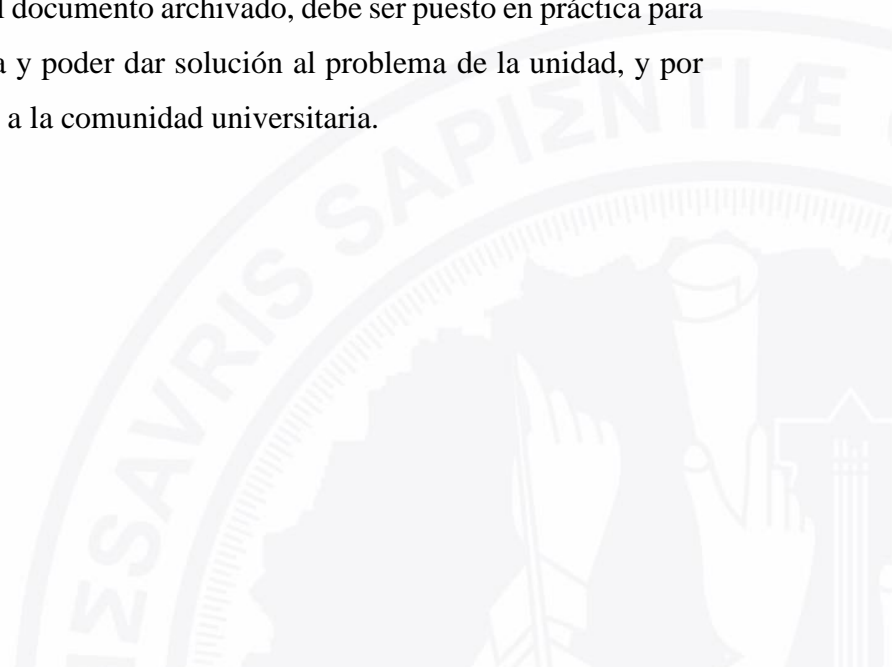 l documento archivado, debe ser puesto en práctica para
a y poder dar solución al problema de la unidad, y por
a la comunidad universitaria.
ESAVRIS SAPIENTIÆ